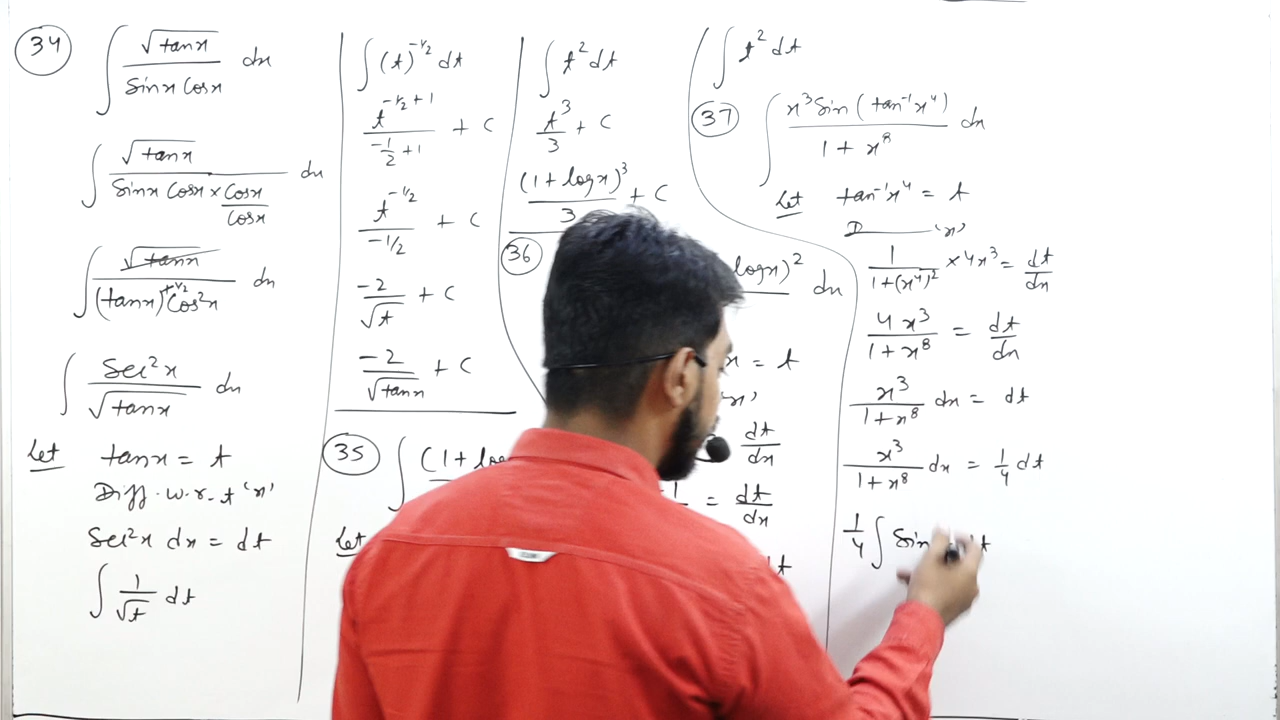 34 ∫ √tanx / Sinx Cosx dx
∫ √tanx / Sinx Cosx × Cosx/Cosx dx
∫ √tanx / (tanx)^{+1/2} Cos²x dx
∫ Sec²x / √tanx dx
Let tanx = t
Diff. w.r.t 'x'
Sec²x dx = dt
∫ 1/√t dt
∫ (t)^{-1/2} dt
t^{-1/2+1} / -1/2+1 + C
t^{-1/2} / -1/2 + C
-2/√t + C
-2/√tanx + C
35 ∫ (1+lo
Let
= dt/dx
∫ t² dt
t³/3 + C
(1+logx)³/3 + C
36 logx)² dx
x = t
dt/dx
∫ t² dt
37 ∫ x³ Sin(tan⁻¹x⁴) / 1+x⁸ dx
Let tan⁻¹x⁴ = t
D 'x'
1/1+(x⁴)² × 4x³ = dt/dx
4x³/1+x⁸ = dt/dx
x³/1+x⁸ dx = dt
x³/1+x⁸ dx = 1/4 dt
1/4 ∫ Sin